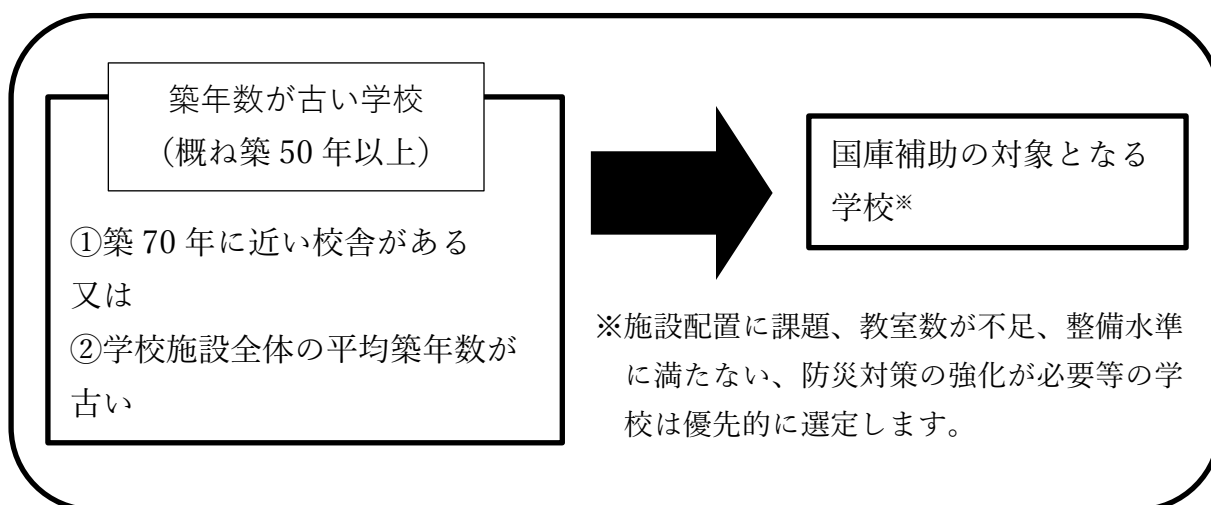 築年数が古い学校
（概ね築 50 年以上）
①築 70 年に近い校舎がある
又は
②学校施設全体の平均築年数が
古い
国庫補助の対象となる
学校※
※施設配置に課題、教室数が不足、整備水準
に満たない、防災対策の強化が必要等の学
校は優先的に選定します。